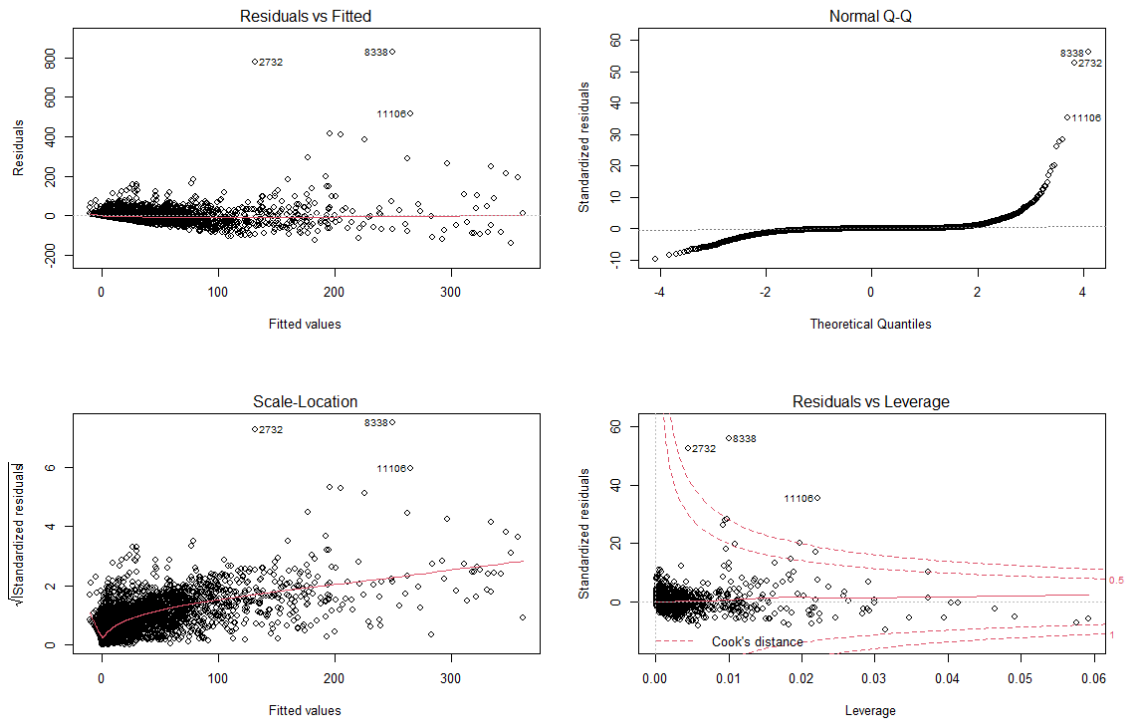 Residuals vs Fitted
Residuals
800
600
400
200
0
-200
8338
2732
11106
0 100 200 300
Fitted values
Normal Q-Q
Standardized residuals
60
50
40
30
20
10
0
-10
8338
2732
11106
-4 -2 0 2 4
Theoretical Quantiles
Scale-Location
√|Standardized residuals|
6
4
2
0
8338
2732
11106
0 100 200 300
Fitted values
Residuals vs Leverage
Standardized residuals
60
40
20
0
8338
2732
11106
0.5
1
Cook's distance
0.00 0.01 0.02 0.03 0.04 0.05 0.06
Leverage